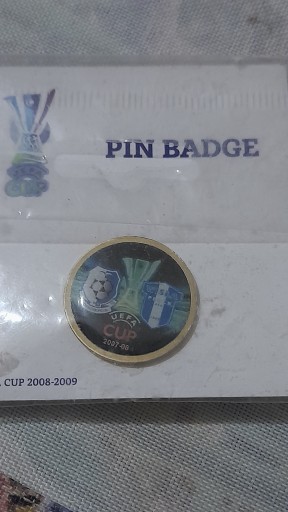 CUP
PIN BADGE
UEFA
CUP
2007-08
CUP 2008-2009